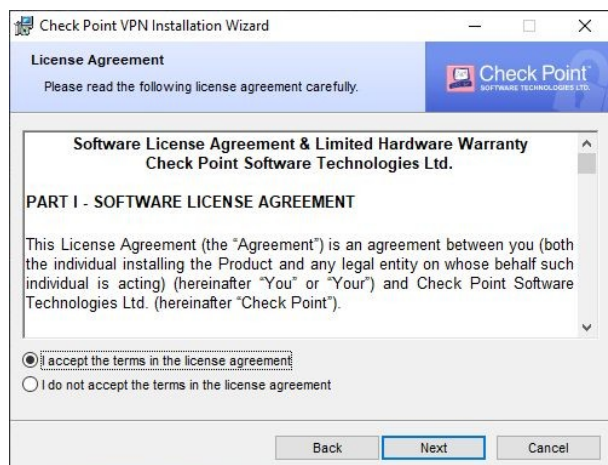 Check Point VPN Installation Wizard
License Agreement
Please read the following license agreement carefully.
Check Point
SOFTWARE TECHNOLOGIES LTD.
Software License Agreement & Limited Hardware Warranty
Check Point Software Technologies Ltd.
PART I - SOFTWARE LICENSE AGREEMENT
This License Agreement (the “Agreement”) is an agreement between you (both
the individual installing the Product and any legal entity on whose behalf such
individual is acting) (hereinafter “You” or “Your”) and Check Point Software
Technologies Ltd. (hereinafter “Check Point”).
I accept the terms in the license agreement
I do not accept the terms in the license agreement
Back Next Cancel